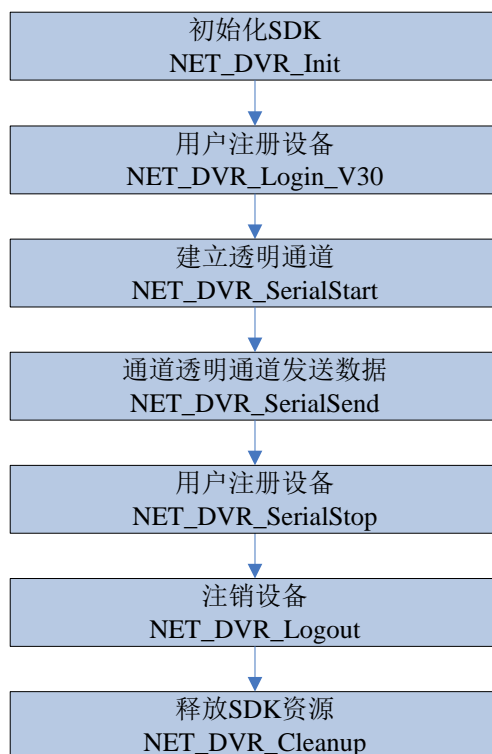 初始化SDK
NET_DVR_Init
用户注册设备
NET_DVR_Login_V30
建立透明通道
NET_DVR_SerialStart
通道透明通道发送数据
NET_DVR_SerialSend
用户注册设备
NET_DVR_SerialStop
注销设备
NET_DVR_Logout
释放SDK资源
NET_DVR_Cleanup